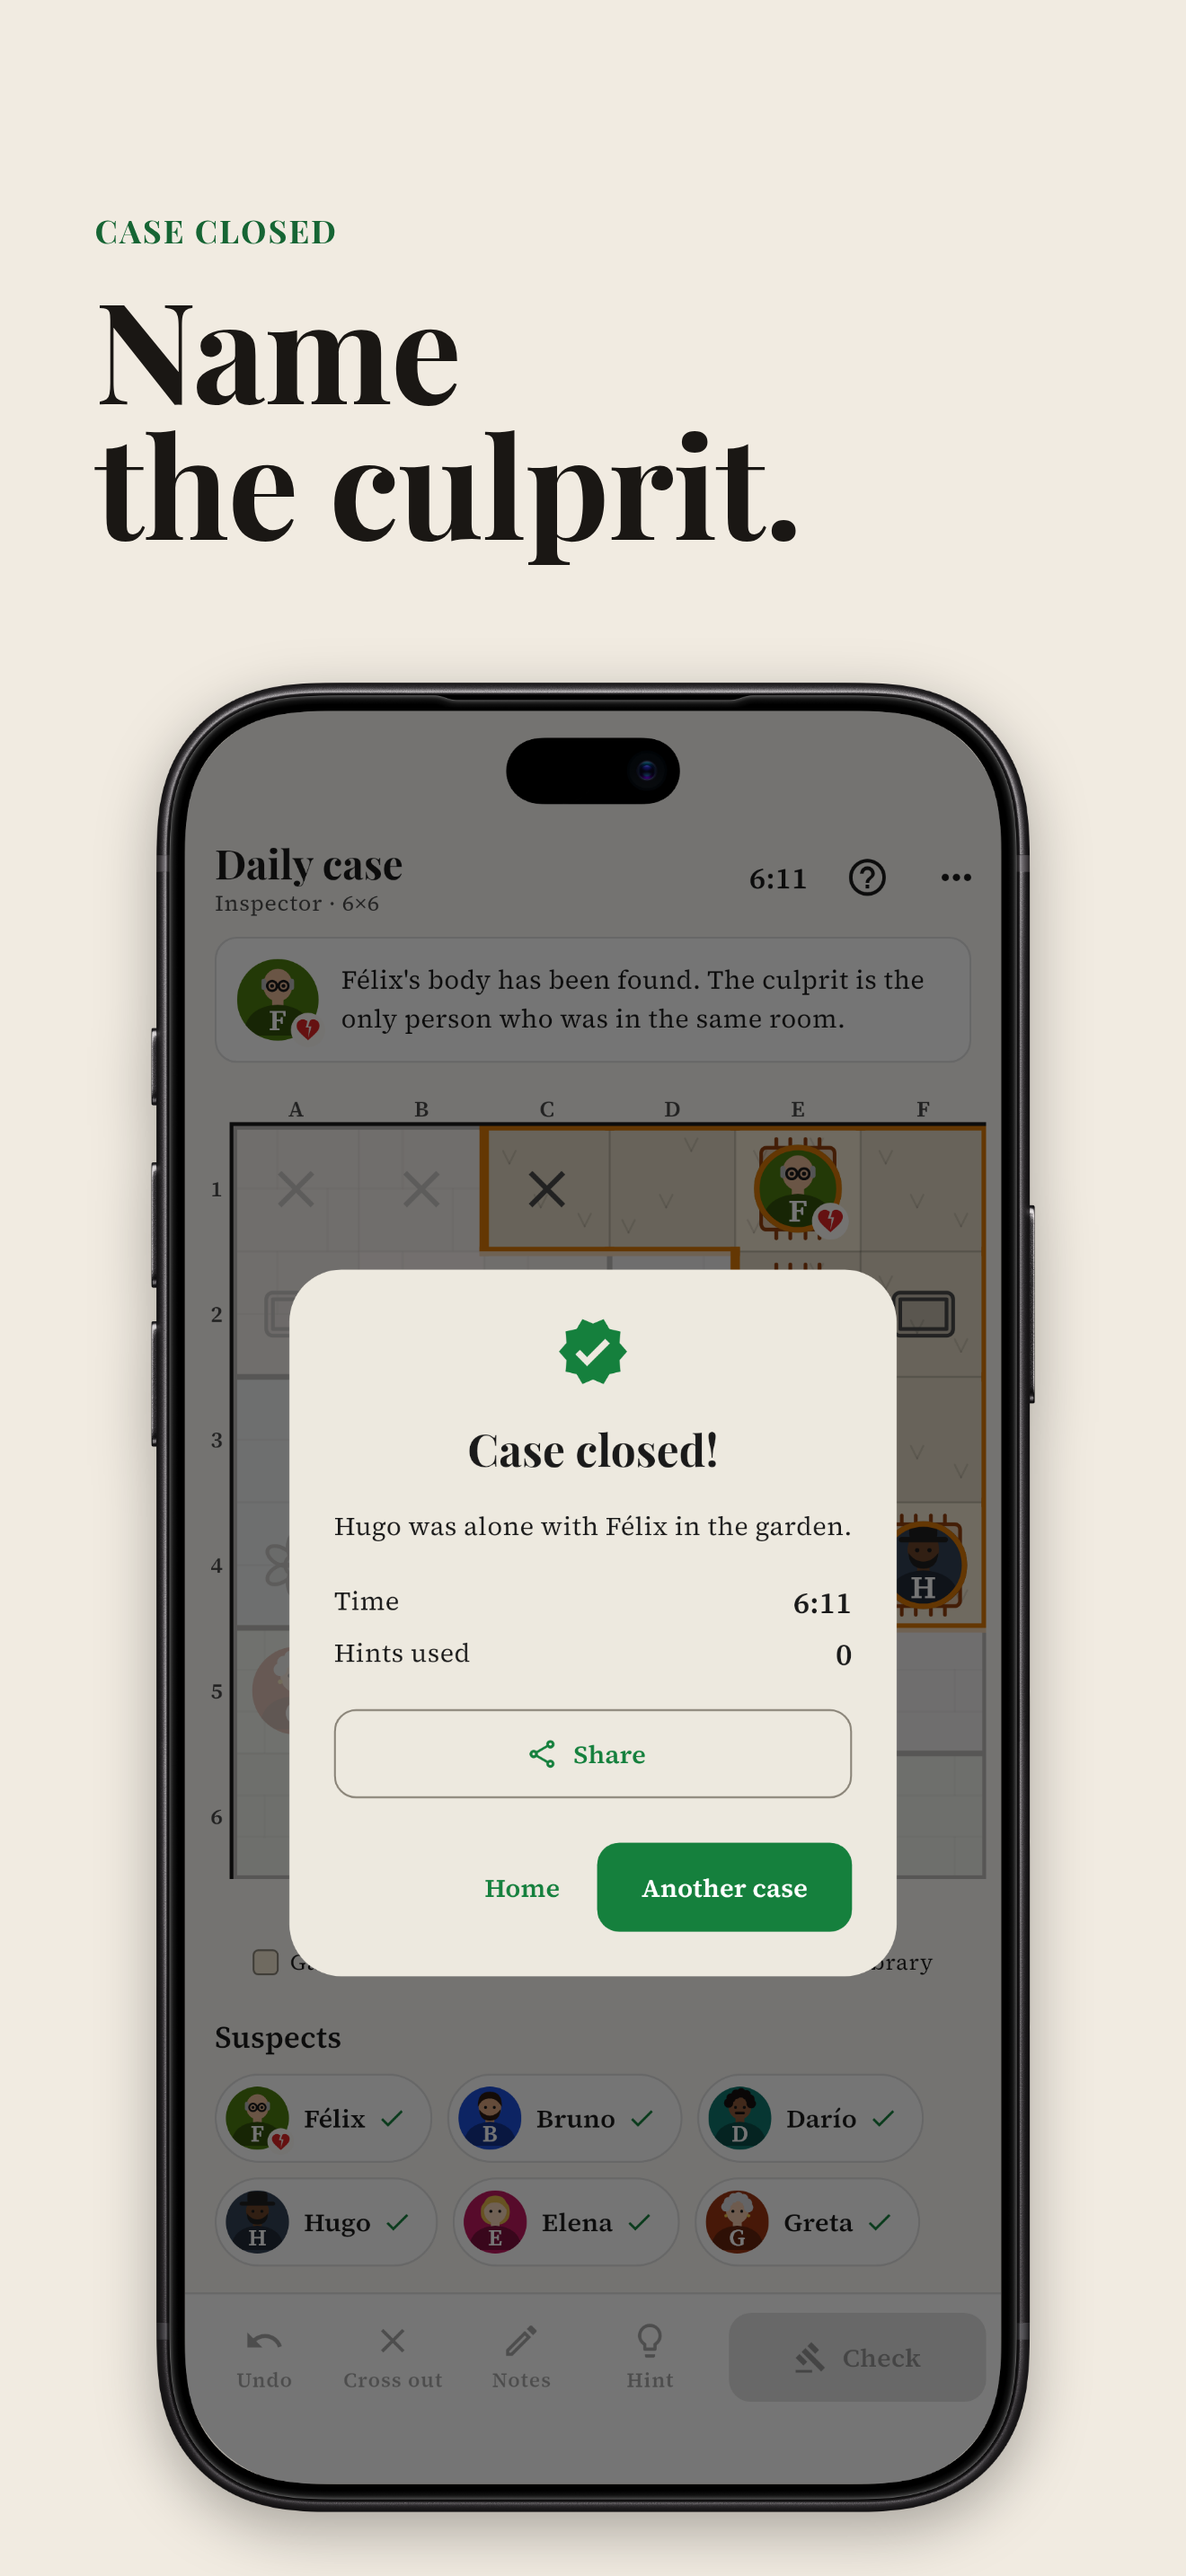 CASE CLOSED
Name
the culprit.
Daily case
6:11
Inspector · 6×6
Félix's body has been found. The culprit is the
F
only person who was in the same room.
A B C D E F
1
F
2
Case closed!
3
Hugo was alone with Félix in the garden.
4
H
Time 6:11
Hints used 0
5
Share
6
Home Another case
Suspects
F Félix B Bruno D Darío
H Hugo E Elena G Greta
Undo Cross out Notes Hint Check